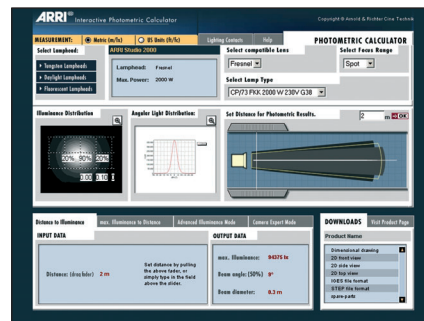 ARRI® Interactive Photometric Calculator
Copyright © Arnold & Richter Cine Technik
MEASUREMENT: Metric (m/lx) US Units (ft/fc) Lighting Contacts Help PHOTOMETRIC CALCULATOR
Select Lamphead:
Tungsten Lampheads
Daylight Lampheads
Fluorescent Lampheads
ARRI Studio 2000
Lamphead: Fresnel
Max. Power: 2000 W
Select compatible Lens
Fresnel
Select Focus Range
Spot
Select Lamp Type
CP/73 FKK 2000 W 230V G38
Illuminance Distribution
20% 90% 20%
0.00 0.10
Angular Light Distribution:
Set Distance for Photometric Results.
2 m OK
Distance to Illuminance max. Illuminance to Distance Advanced Illuminance Mode Camera Expert Mode
INPUT DATA
Distance: (drag fader) 2 m
Set distance by pulling
the above fader, or
simply type in the field
above the slider.
OUTPUT DATA
max. Illuminance: 94375 lx
Beam angle: (50%) 9°
Beam diameter: 0.3 m
DOWNLOADS Visit Product Page
Product Name
Dimensional drawing
2D front view
2D side view
2D top view
IGES file format
STEP file format
spare-parts